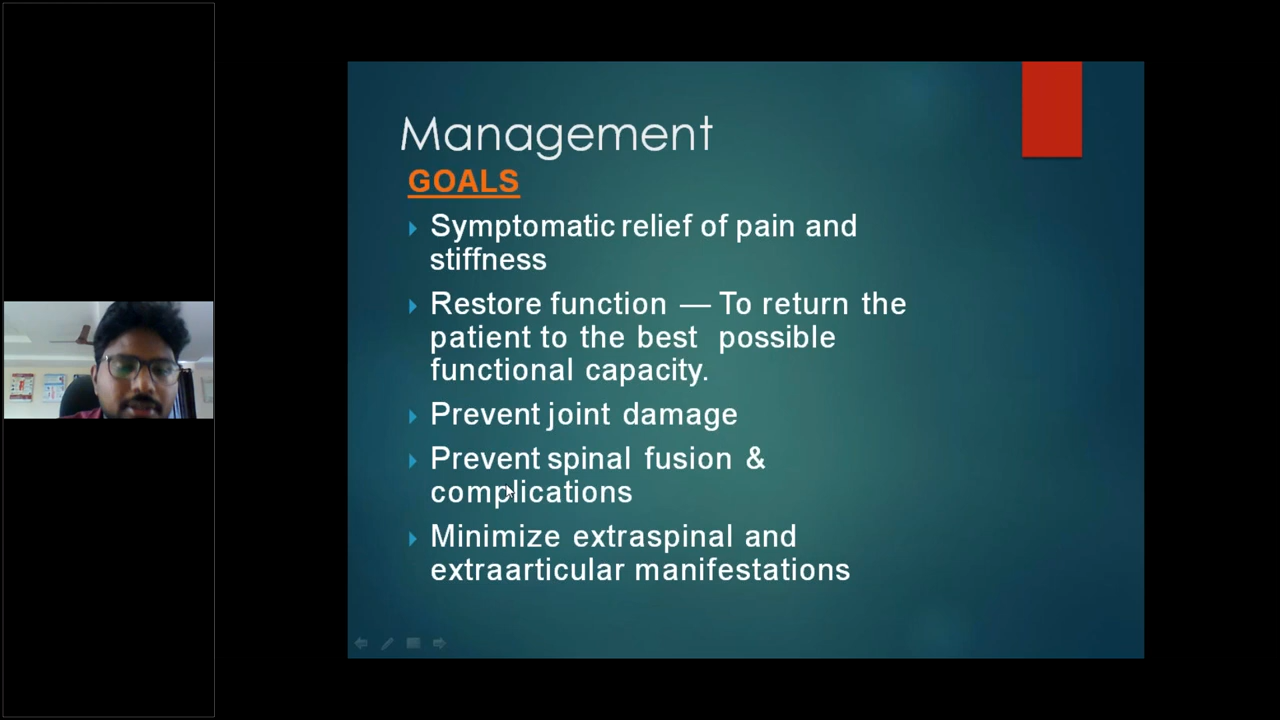 Management
GOALS
Symptomatic relief of pain and
stiffness
Restore function — To return the
patient to the best possible
functional capacity.
Prevent joint damage
Prevent spinal fusion &
complications
Minimize extraspinal and
extraarticular manifestations